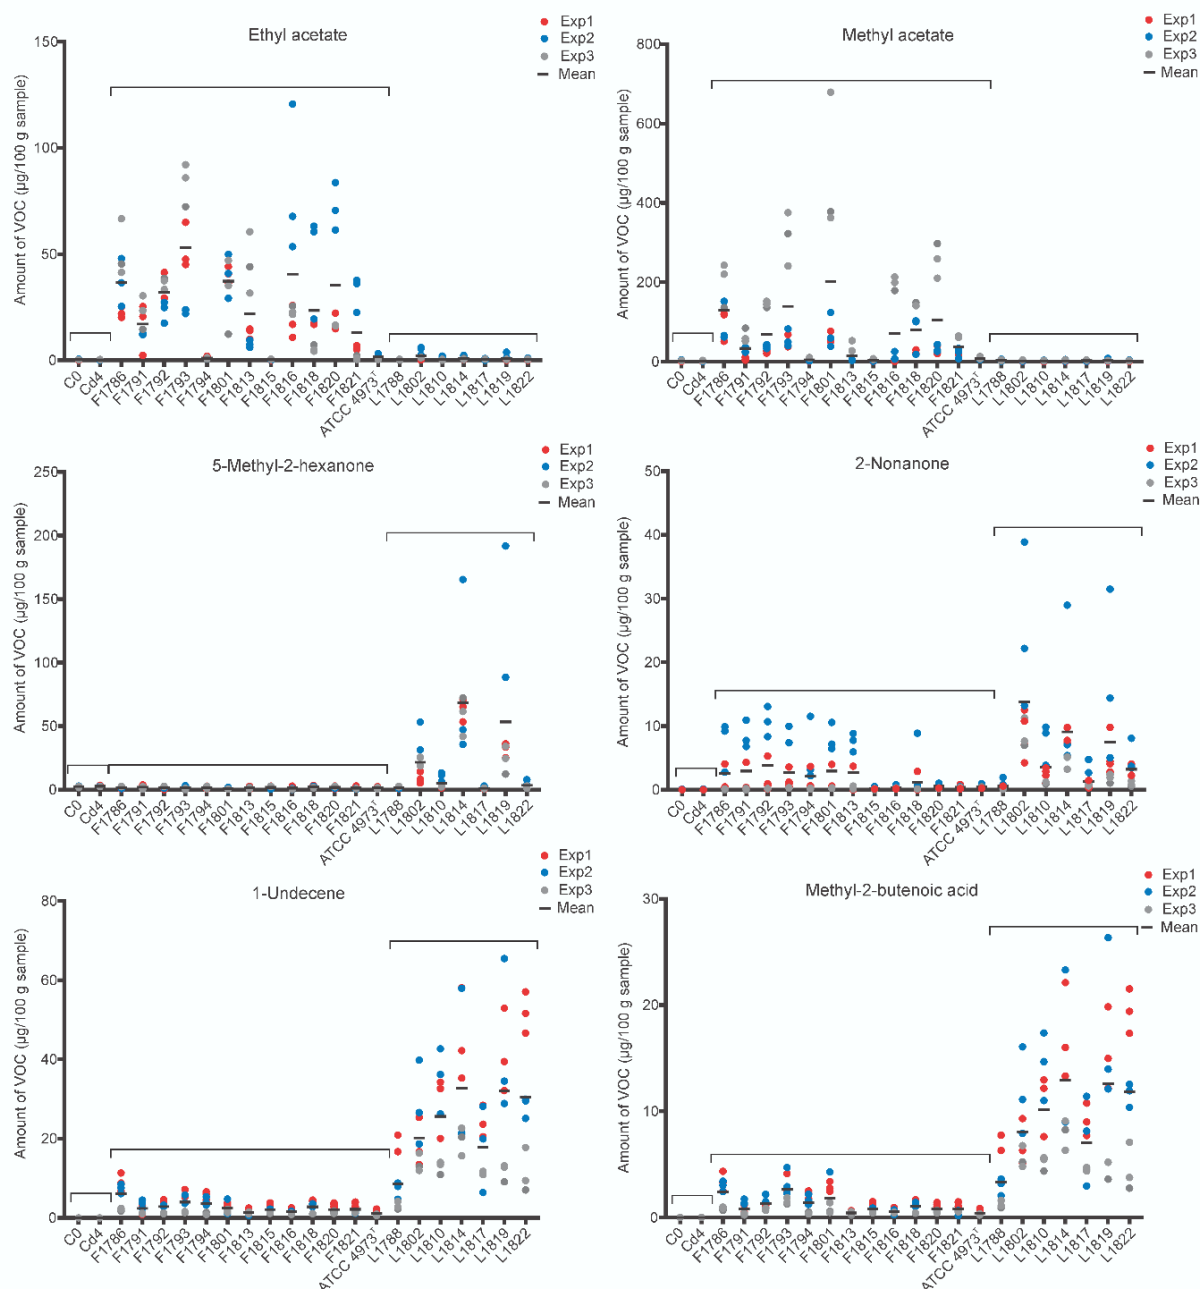 Ethyl acetate
Exp1
Exp2
Exp3
Mean
Amount of VOC (µg/100 g sample)
150
100
50
0
C0 Cd4 F1786 F1791 F1792 F1793 F1794 F1801 F1813 F1815 F1816 F1818 F1820 F1821 ATCC 4973ᵀ L1788 L1802 L1810 L1814 L1817 L1819 L1822
Methyl acetate
Exp1
Exp2
Exp3
Mean
Amount of VOC (µg/100 g sample)
800
600
400
200
0
C0 Cd4 F1786 F1791 F1792 F1793 F1794 F1801 F1813 F1815 F1816 F1818 F1820 F1821 ATCC 4973ᵀ L1788 L1802 L1810 L1814 L1817 L1819 L1822
5-Methyl-2-hexanone
Exp1
Exp2
Exp3
Mean
Amount of VOC (µg/100 g sample)
250
200
150
100
50
0
C0 Cd4 F1786 F1791 F1792 F1793 F1794 F1801 F1813 F1815 F1816 F1818 F1820 F1821 ATCC 4973ᵀ L1788 L1802 L1810 L1814 L1817 L1819 L1822
2-Nonanone
Exp1
Exp2
Exp3
Mean
Amount of VOC (µg/100 g sample)
50
40
30
20
10
0
C0 Cd4 F1786 F1791 F1792 F1793 F1794 F1801 F1813 F1815 F1816 F1818 F1820 F1821 ATCC 4973ᵀ L1788 L1802 L1810 L1814 L1817 L1819 L1822
1-Undecene
Exp1
Exp2
Exp3
Mean
Amount of VOC (µg/100 g sample)
80
60
40
20
0
C0 Cd4 F1786 F1791 F1792 F1793 F1794 F1801 F1813 F1815 F1816 F1818 F1820 F1821 ATCC 4973ᵀ L1788 L1802 L1810 L1814 L1817 L1819 L1822
Methyl-2-butenoic acid
Exp1
Exp2
Exp3
Mean
Amount of VOC (µg/100 g sample)
30
20
10
0
C0 Cd4 F1786 F1791 F1792 F1793 F1794 F1801 F1813 F1815 F1816 F1818 F1820 F1821 ATCC 4973ᵀ L1788 L1802 L1810 L1814 L1817 L1819 L1822